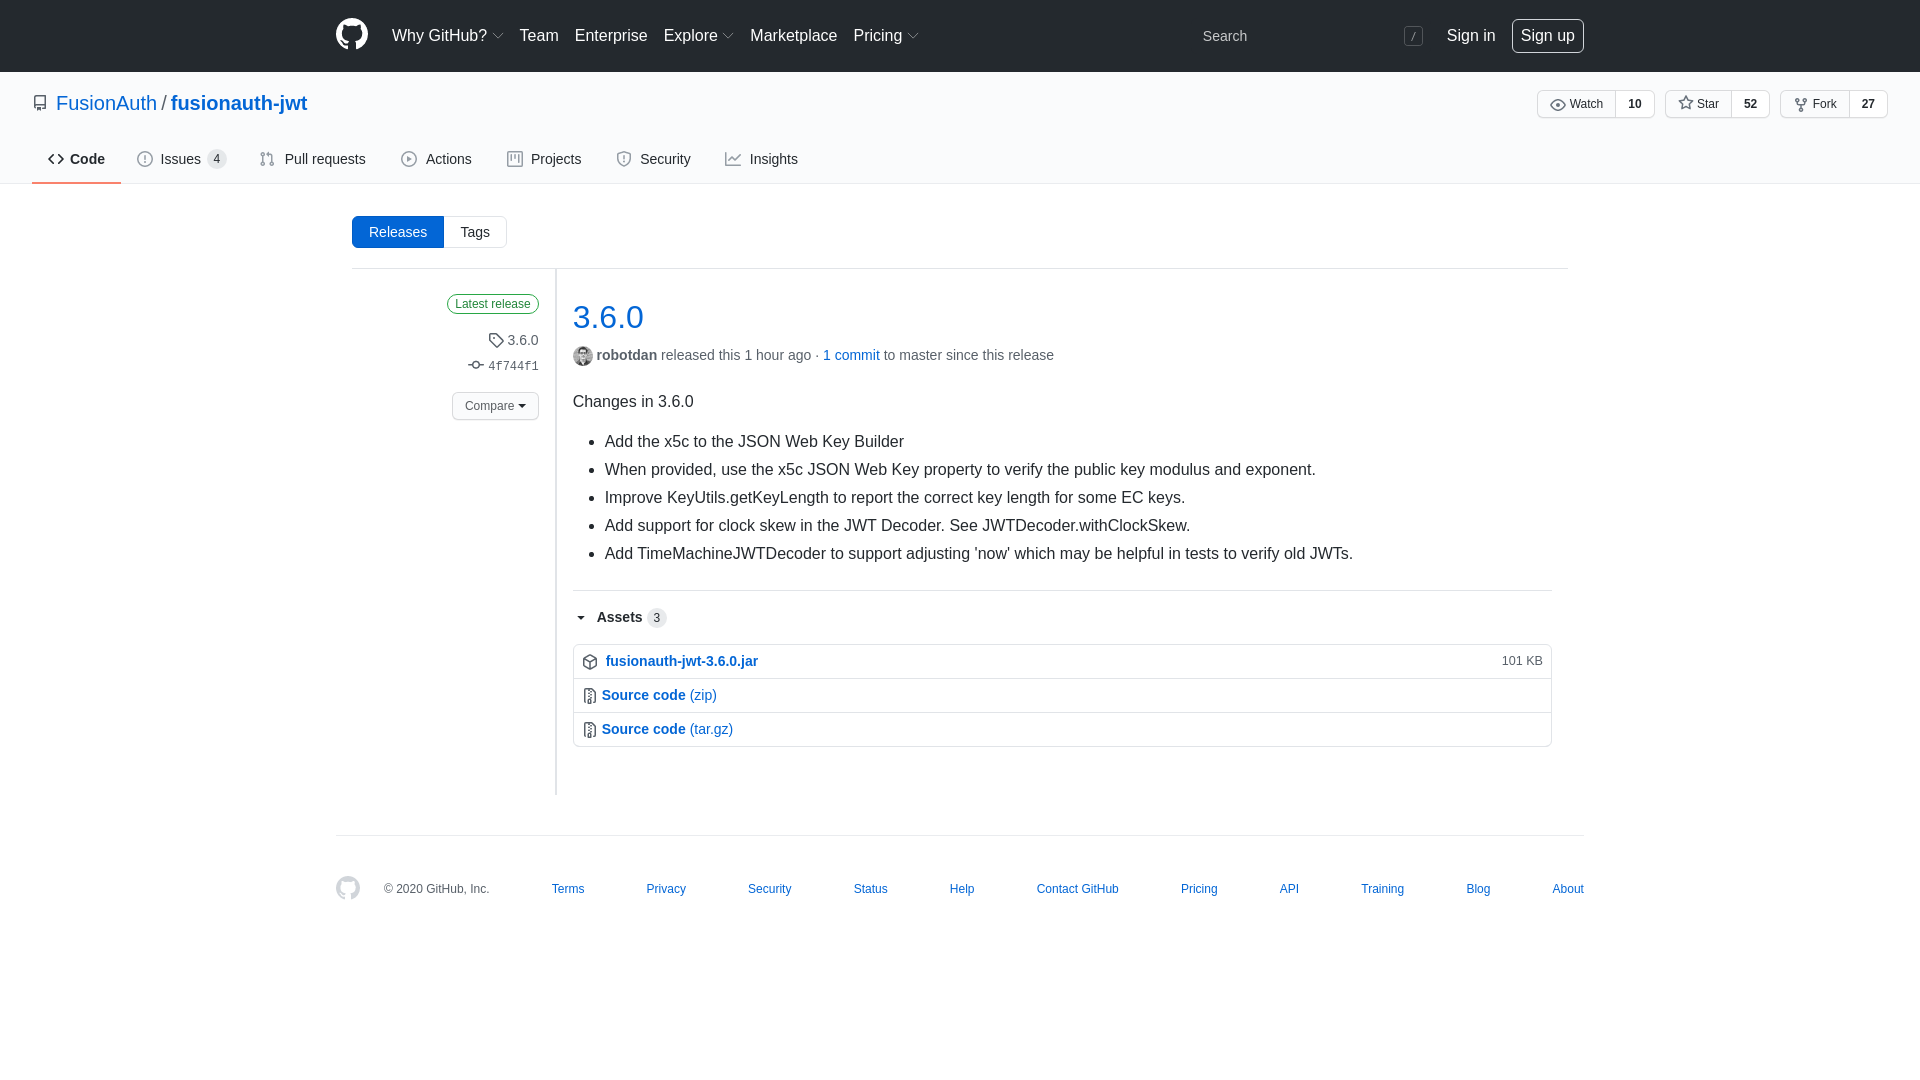 Why GitHub? Team Enterprise Explore Marketplace Pricing Search / Sign in Sign up
FusionAuth / fusionauth-jwt Watch 10 Star 52 Fork 27
Code Issues 4 Pull requests Actions Projects Security Insights
Releases Tags
Latest release
3.6.0
4f744f1
Compare
3.6.0
robotdan released this 1 hour ago · 1 commit to master since this release
Changes in 3.6.0
• Add the x5c to the JSON Web Key Builder
• When provided, use the x5c JSON Web Key property to verify the public key modulus and exponent.
• Improve KeyUtils.getKeyLength to report the correct key length for some EC keys.
• Add support for clock skew in the JWT Decoder. See JWTDecoder.withClockSkew.
• Add TimeMachineJWTDecoder to support adjusting 'now' which may be helpful in tests to verify old JWTs.
Assets 3
fusionauth-jwt-3.6.0.jar 101 KB
Source code (zip)
Source code (tar.gz)
© 2020 GitHub, Inc. Terms Privacy Security Status Help Contact GitHub Pricing API Training Blog About